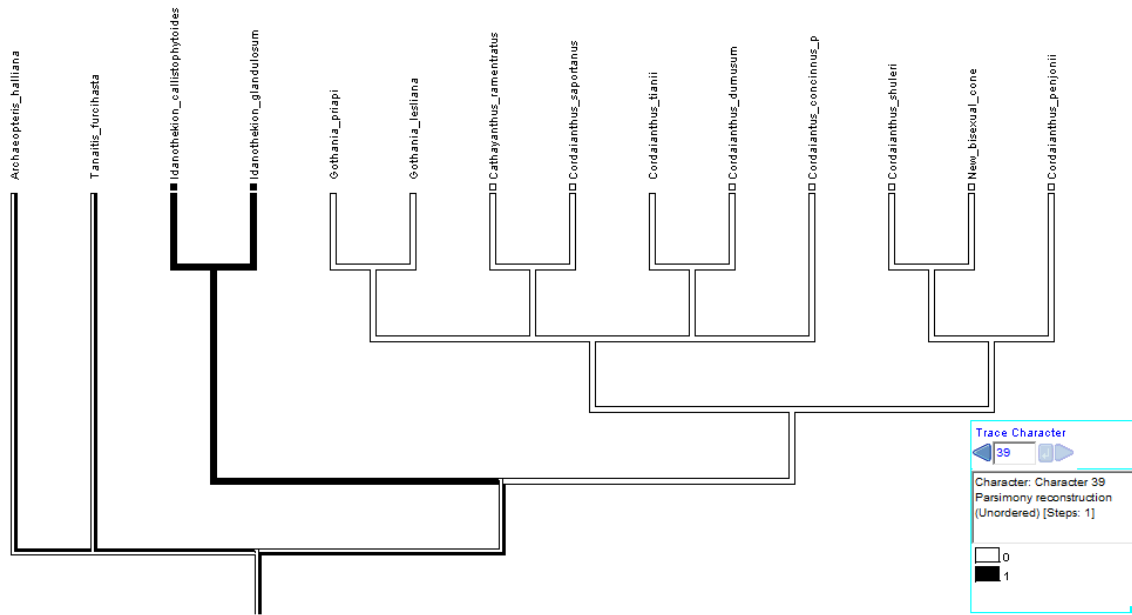 Archaeopteris_halliana
Tanaitis_furcihasta
Idanothekion_callistophytoides
Idanothekion_glandulosum
Gothania_priapi
Gothania_lesliana
Cathayanthus_ramentratus
Cordaianthus_saportanus
Cordaianthus_tianii
Cordaianthus_dumusum
Cordaiantus_concinnus_p
Cordaianthus_shuleri
New_bisexual_cone
Cordaianthus_penjonii
Trace Character
39
Character: Character 39
Parsimony reconstruction
(Unordered) [Steps: 1]
0
1